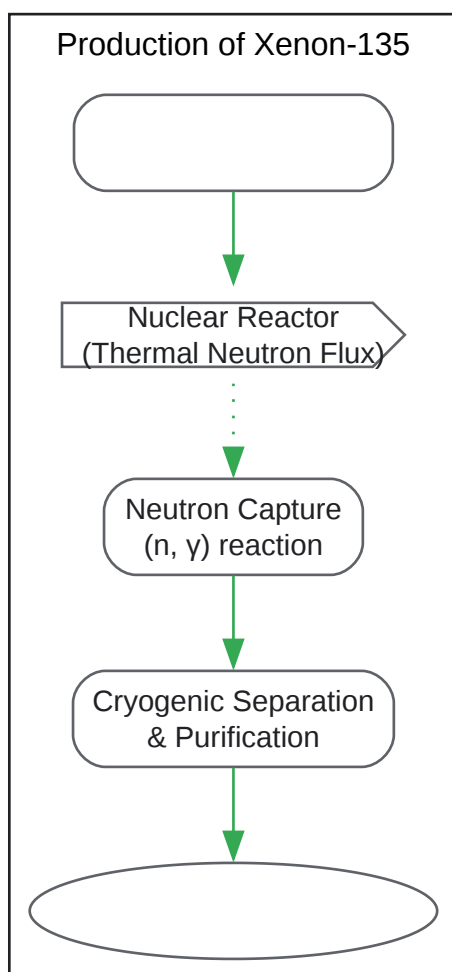 Production of Xenon-135
Nuclear Reactor
(Thermal Neutron Flux)
Neutron Capture
(n, γ) reaction
Cryogenic Separation
& Purification